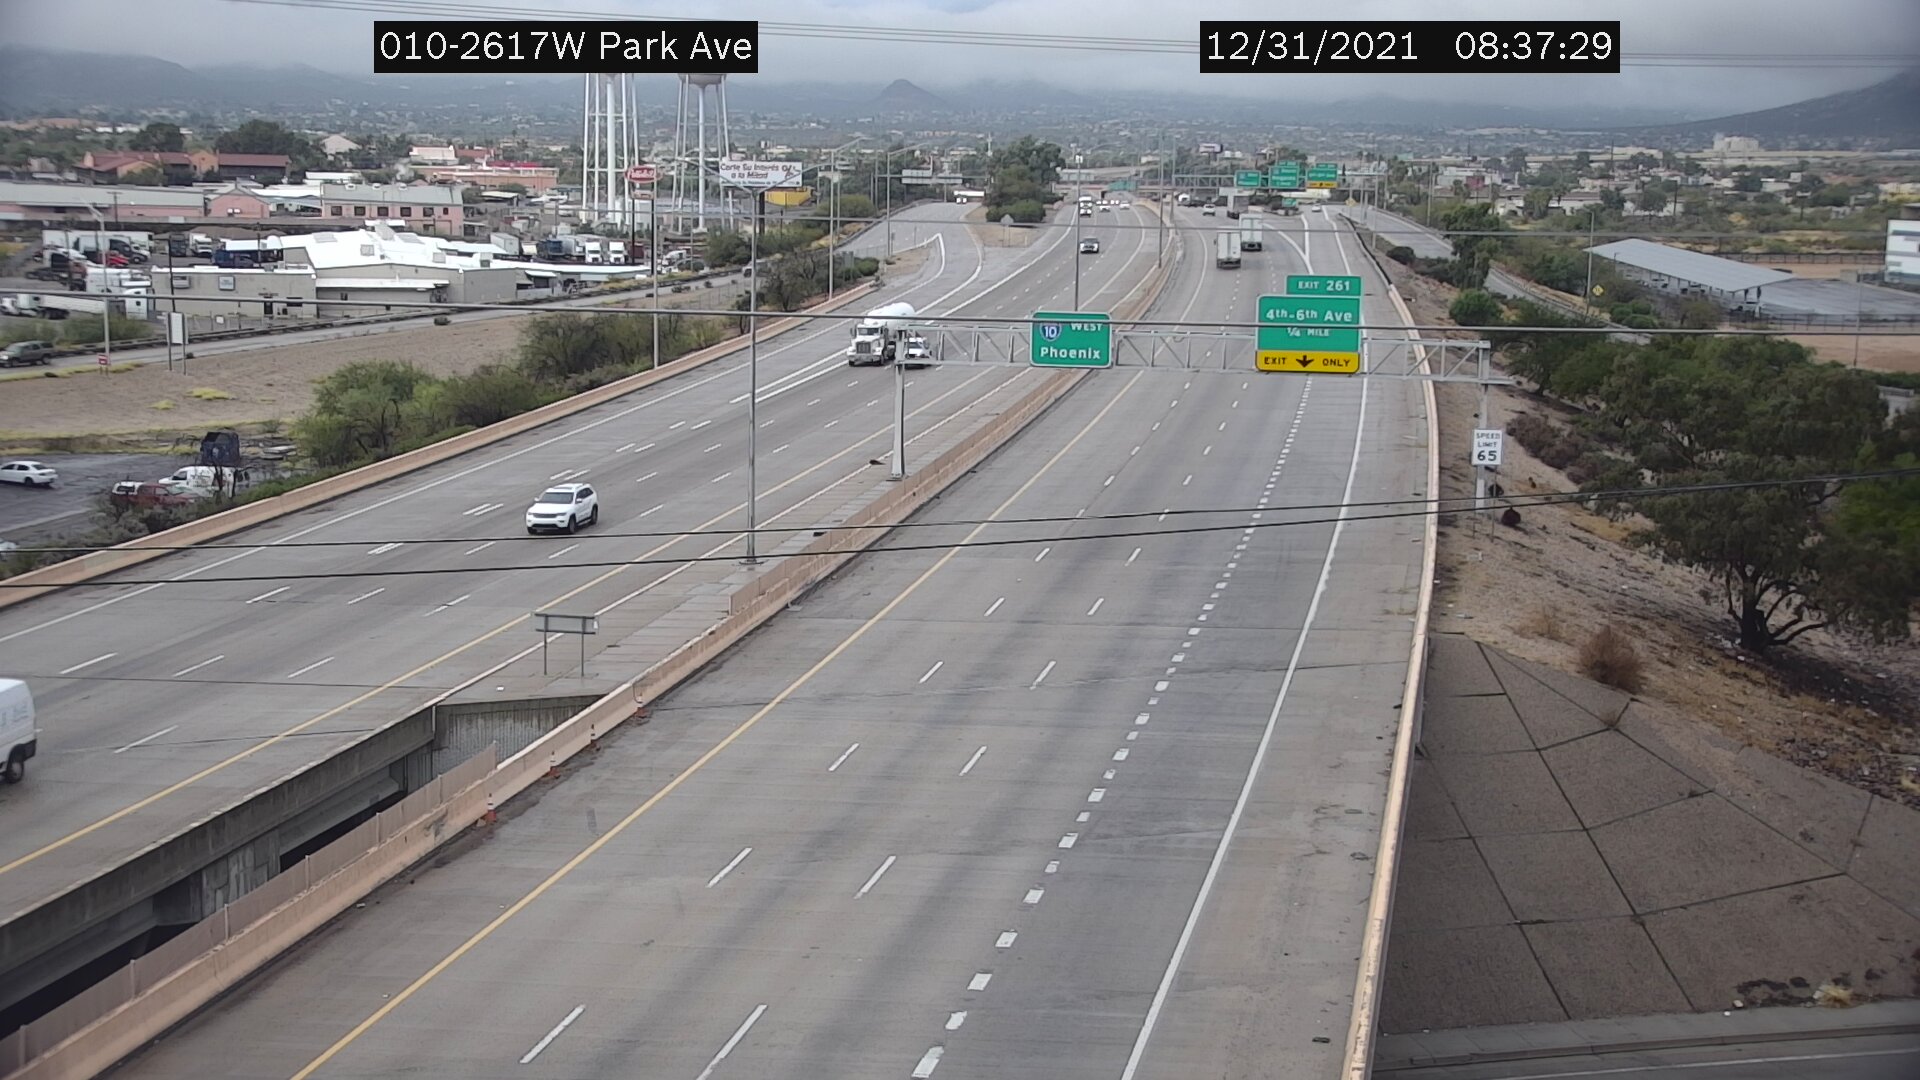 010-2617W Park Ave
12/31/2021 08:37:29
EXIT 261
4th-6th Ave
¼ MILE
EXIT ONLY
10
WEST
Phoenix
SPEED
LIMIT
65